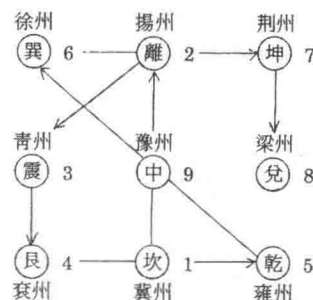 徐州 揚州 荆州
巽 6 離 2 坤 7
青州 豫州 梁州
震 3 中 9 兌 8
艮 4 坎 1 乾 5
兗州 冀州 雍州